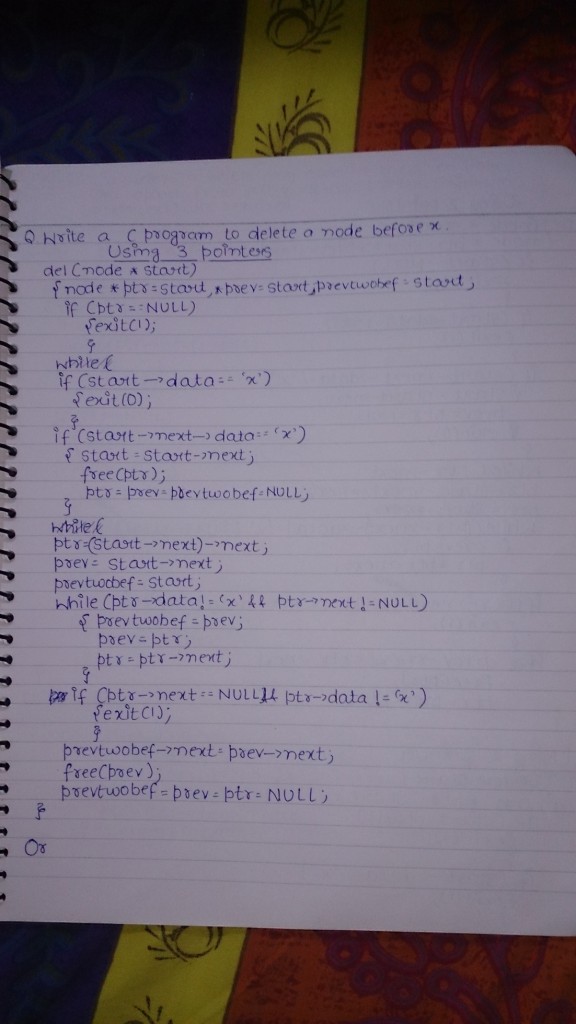 Q Write a C program to delete a node before x.
Using 3 pointers
del (node * start)
{ node * ptr = start, * prev = start, prevtwobef = start;
if (ptr == NULL)
{ exit(1);
}
while(
if (start → data == 'x')
{ exit(0);
}
if (start → next → data == 'x')
{ start = start → next;
free(ptr);
ptr = prev = prevtwobef = NULL;
}
while(
ptr = (start → next) → next;
prev = start → next;
prevtwobef = start;
while (ptr → data != 'x' && ptr → next != NULL)
{ prevtwobef = prev;
prev = ptr;
ptr = ptr → next;
}
if (ptr → next == NULL && ptr → data != 'x')
{ exit(1);
}
prevtwobef → next = prev → next;
free(prev);
prevtwobef = prev = ptr = NULL;
}
Or